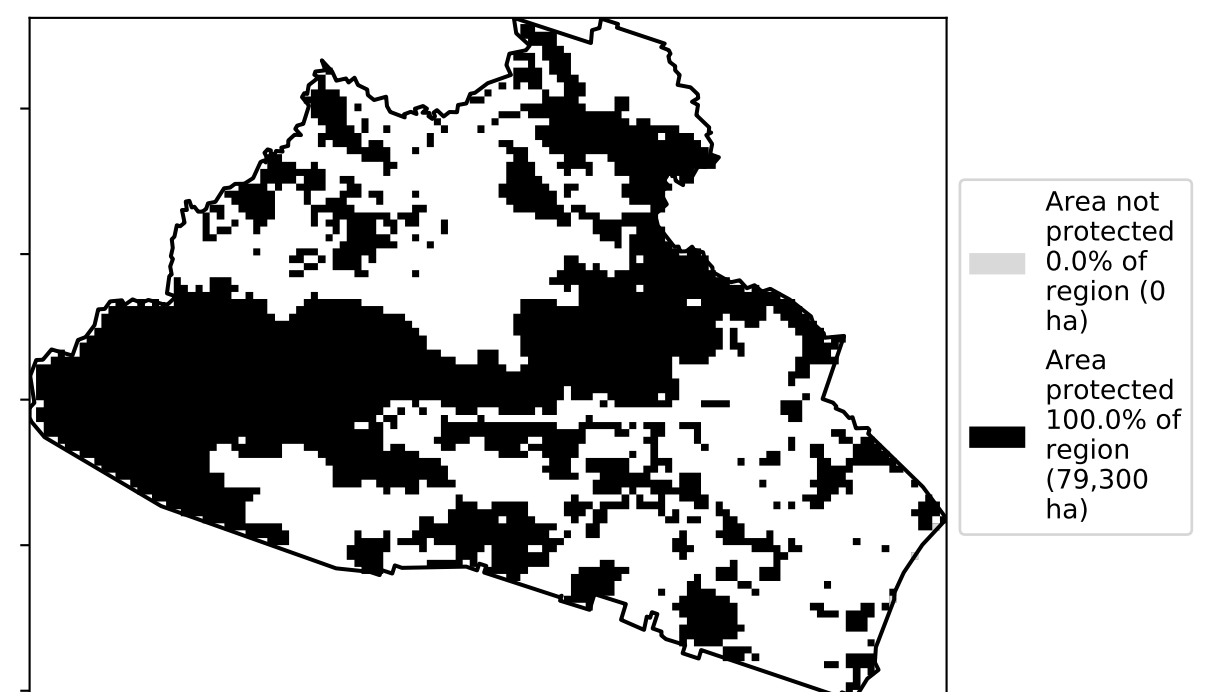 Area not
protected
0.0% of
region (0
ha)
Area
protected
100.0% of
region
(79,300
ha)